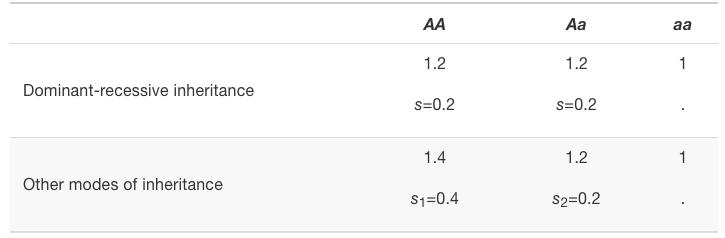 AA Aa aa
1.2 1.2 1
Dominant-recessive inheritance
s=0.2 s=0.2 .
1.4 1.2 1
Other modes of inheritance
s1=0.4 s2=0.2 .